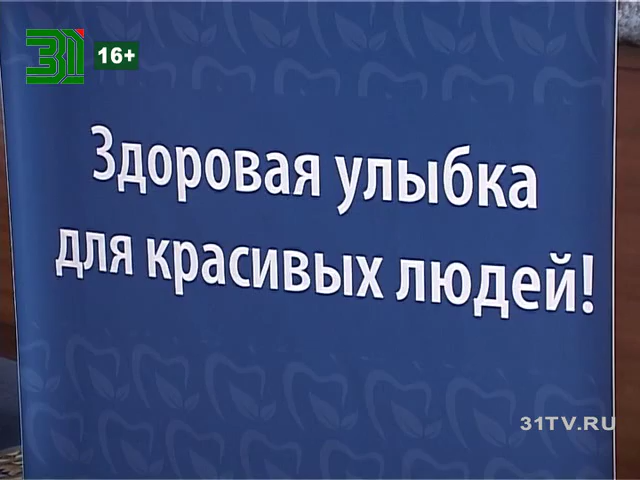 31
16+
Здоровая улыбка
для красивых людей!
31TV.RU